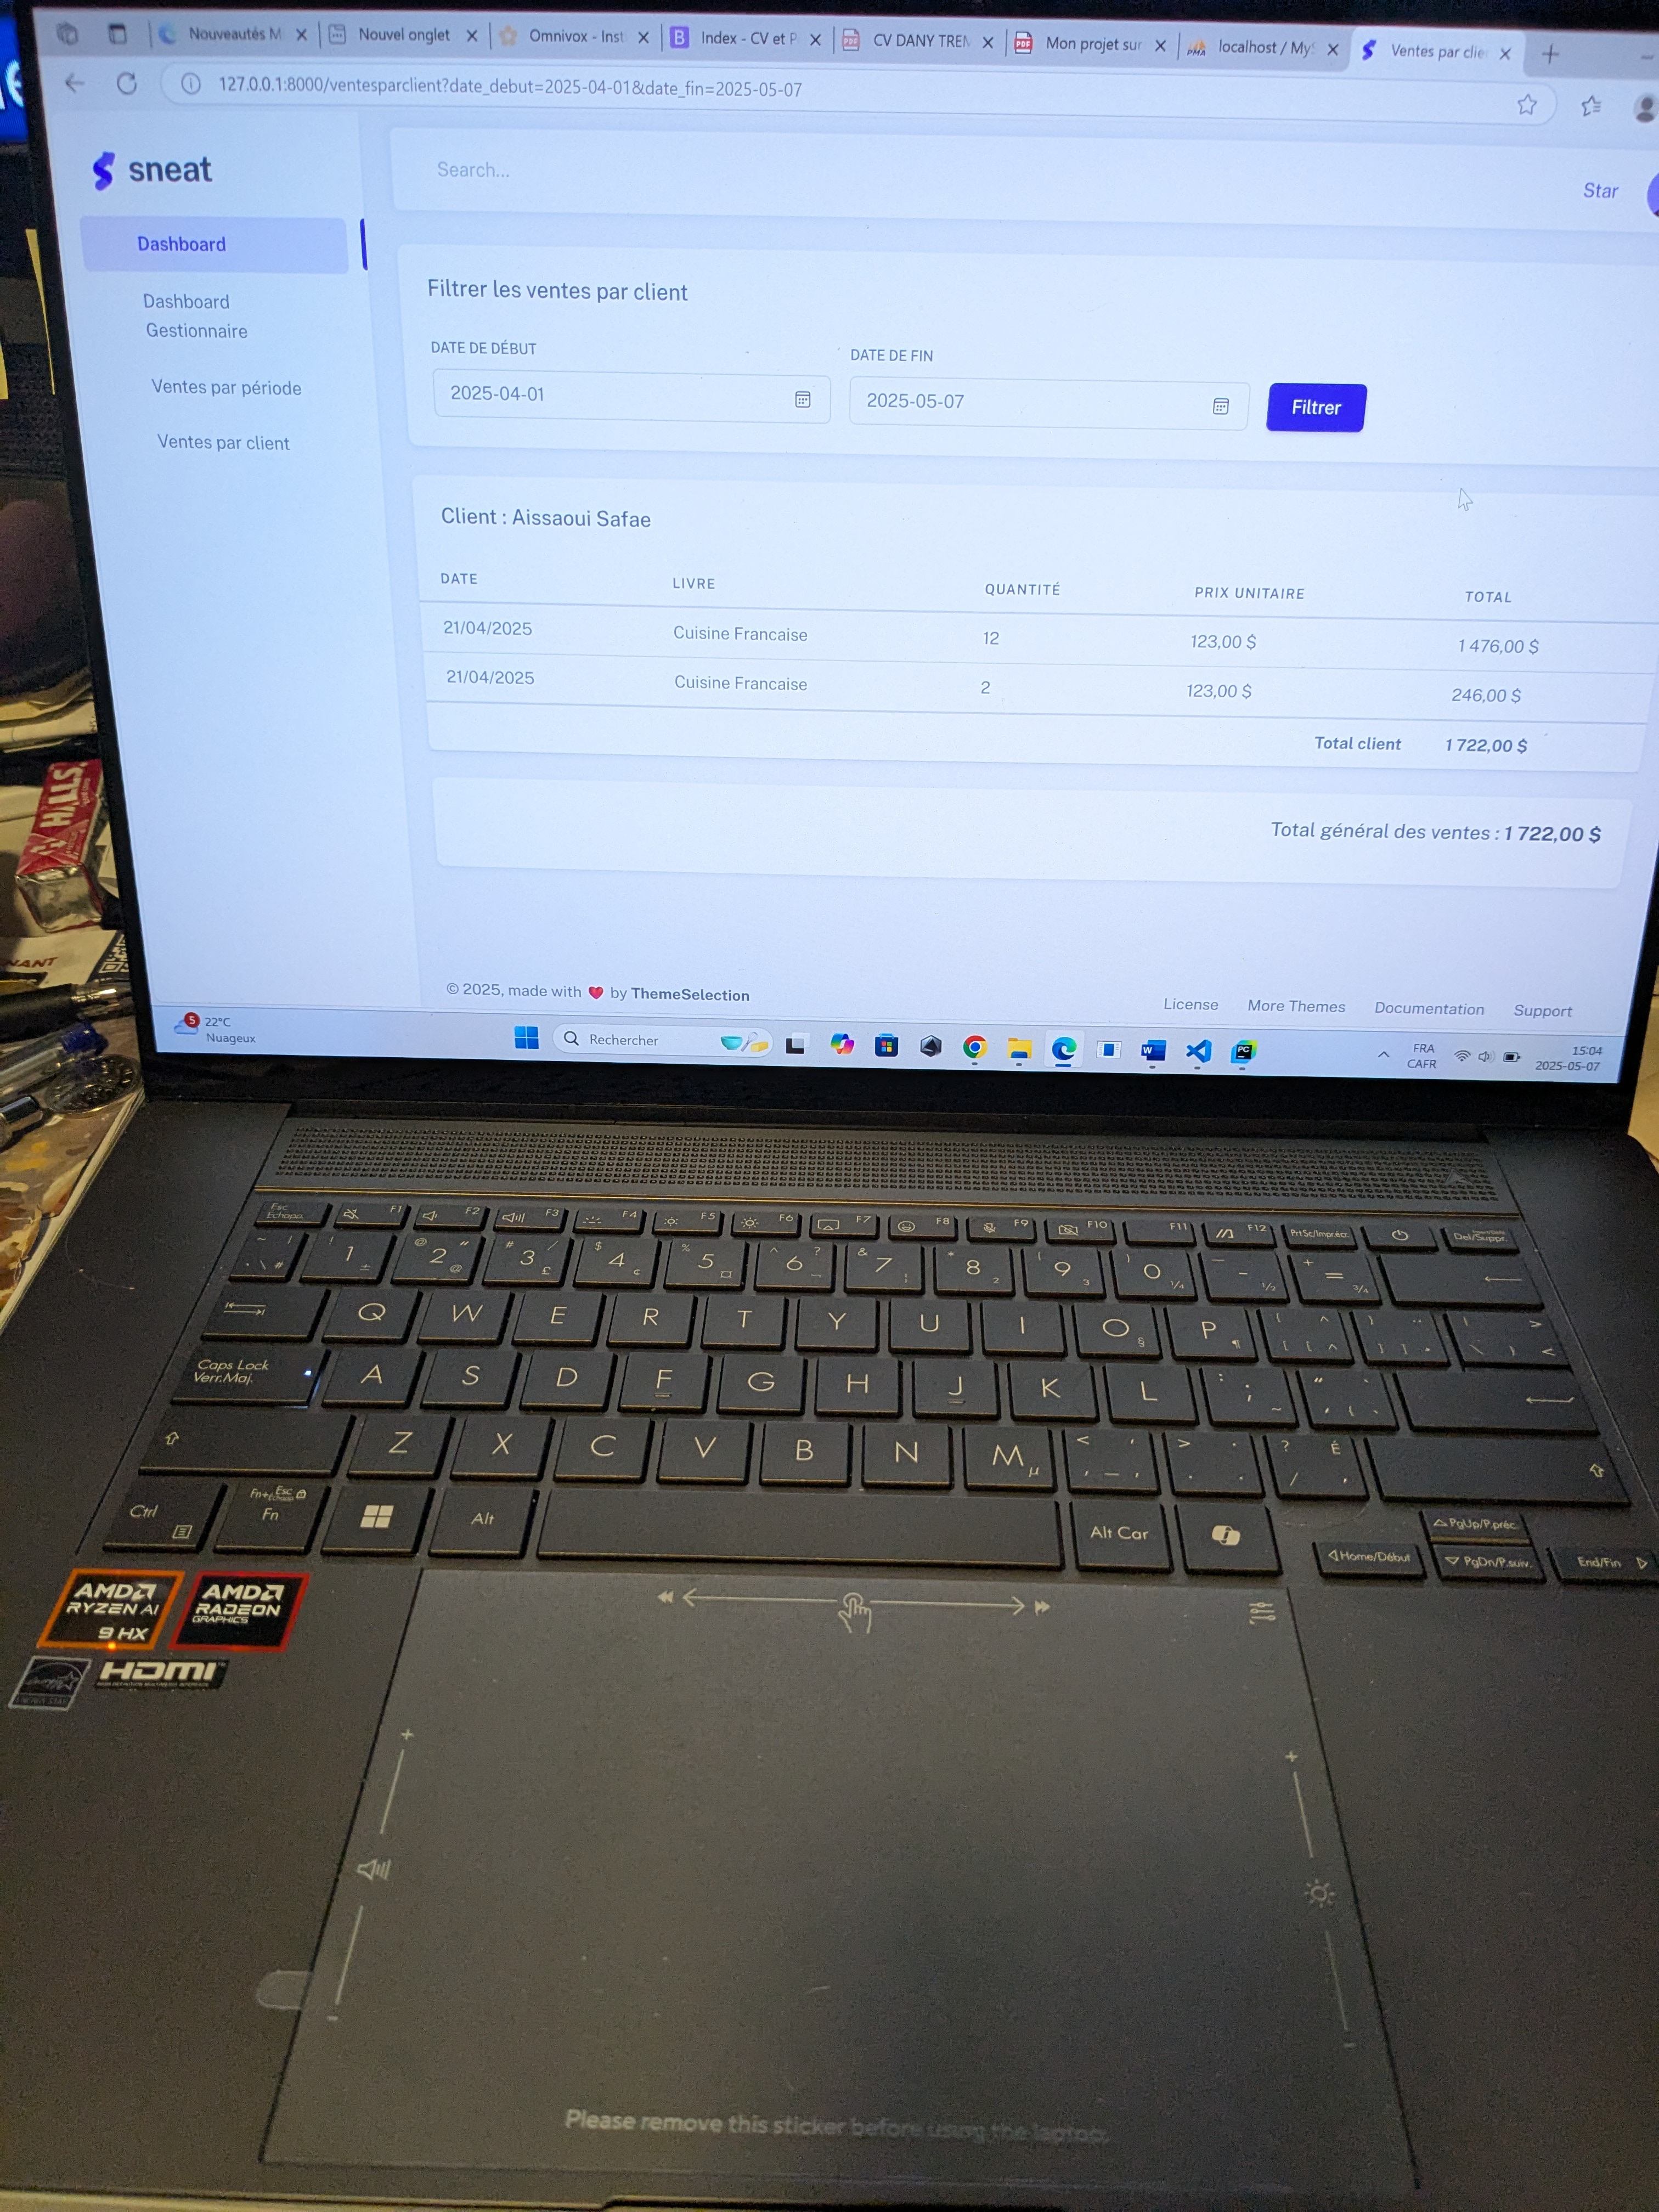 Nouveautés M
Nouvel onglet
Omnivox - Inst
Index - CV et P
CV DANY TREM
Mon projet sur
localhost / MyS
Ventes par clie
127.0.0.1:8000/ventesparclient?date_debut=2025-04-01&date_fin=2025-05-07
sneat
Search...
Star
Dashboard
Dashboard
Gestionnaire
Ventes par période
Ventes par client
Filtrer les ventes par client
DATE DE DÉBUT
DATE DE FIN
2025-04-01
2025-05-07
Filtrer
Client : Aissaoui Safae
DATE LIVRE QUANTITÉ PRIX UNITAIRE TOTAL
21/04/2025 Cuisine Francaise 12 123,00 $ 1 476,00 $
21/04/2025 Cuisine Francaise 2 123,00 $ 246,00 $
Total client 1 722,00 $
Total général des ventes : 1 722,00 $
© 2025, made with ❤ by ThemeSelection
License More Themes Documentation Support
5
22°C
Nuageux
Rechercher
FRA
CAFR
15:04
2025-05-07
HALLS
Esc
Échapp.
F1 F2 F3 F4 F5 F6 F7 F8 F9 F10 F11 F12 PrtSc/Impr.écr. Del/Suppr.
1 2 3 4 5 6 7 8 9 0 - =
Q W E R T Y U I O P
Caps Lock
Verr.Maj.
A S D F G H J K L
Z X C V B N M
Ctrl Fn+Esc Fn Alt Alt Car
PgUp/P.préc.
Home/Début PgDn/P.suiv. End/Fin
AMD
RYZEN AI
9 HX
AMD
RADEON
GRAPHICS
HDMI
Please remove this sticker before using the laptop.